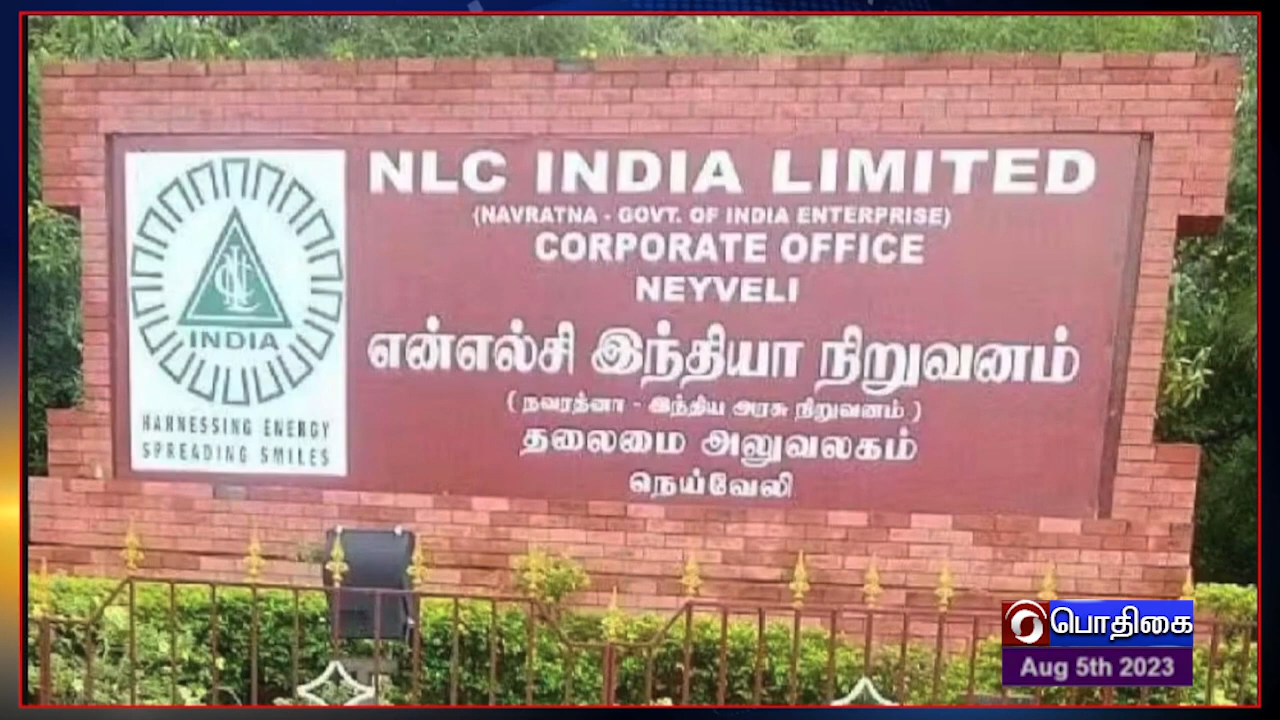 NLC INDIA LIMITED
(NAVRATNA - GOVT. OF INDIA ENTERPRISE)
CORPORATE OFFICE
NEYVELI
என்எல்சி இந்தியா நிறுவனம்
( நவரத்னா - இந்திய அரசு நிறுவனம் )
தலைமை அலுவலகம்
நெய்வேலி
NLC
INDIA
HARNESSING ENERGY
SPREADING SMILES
பொதிகை
Aug 5th 2023